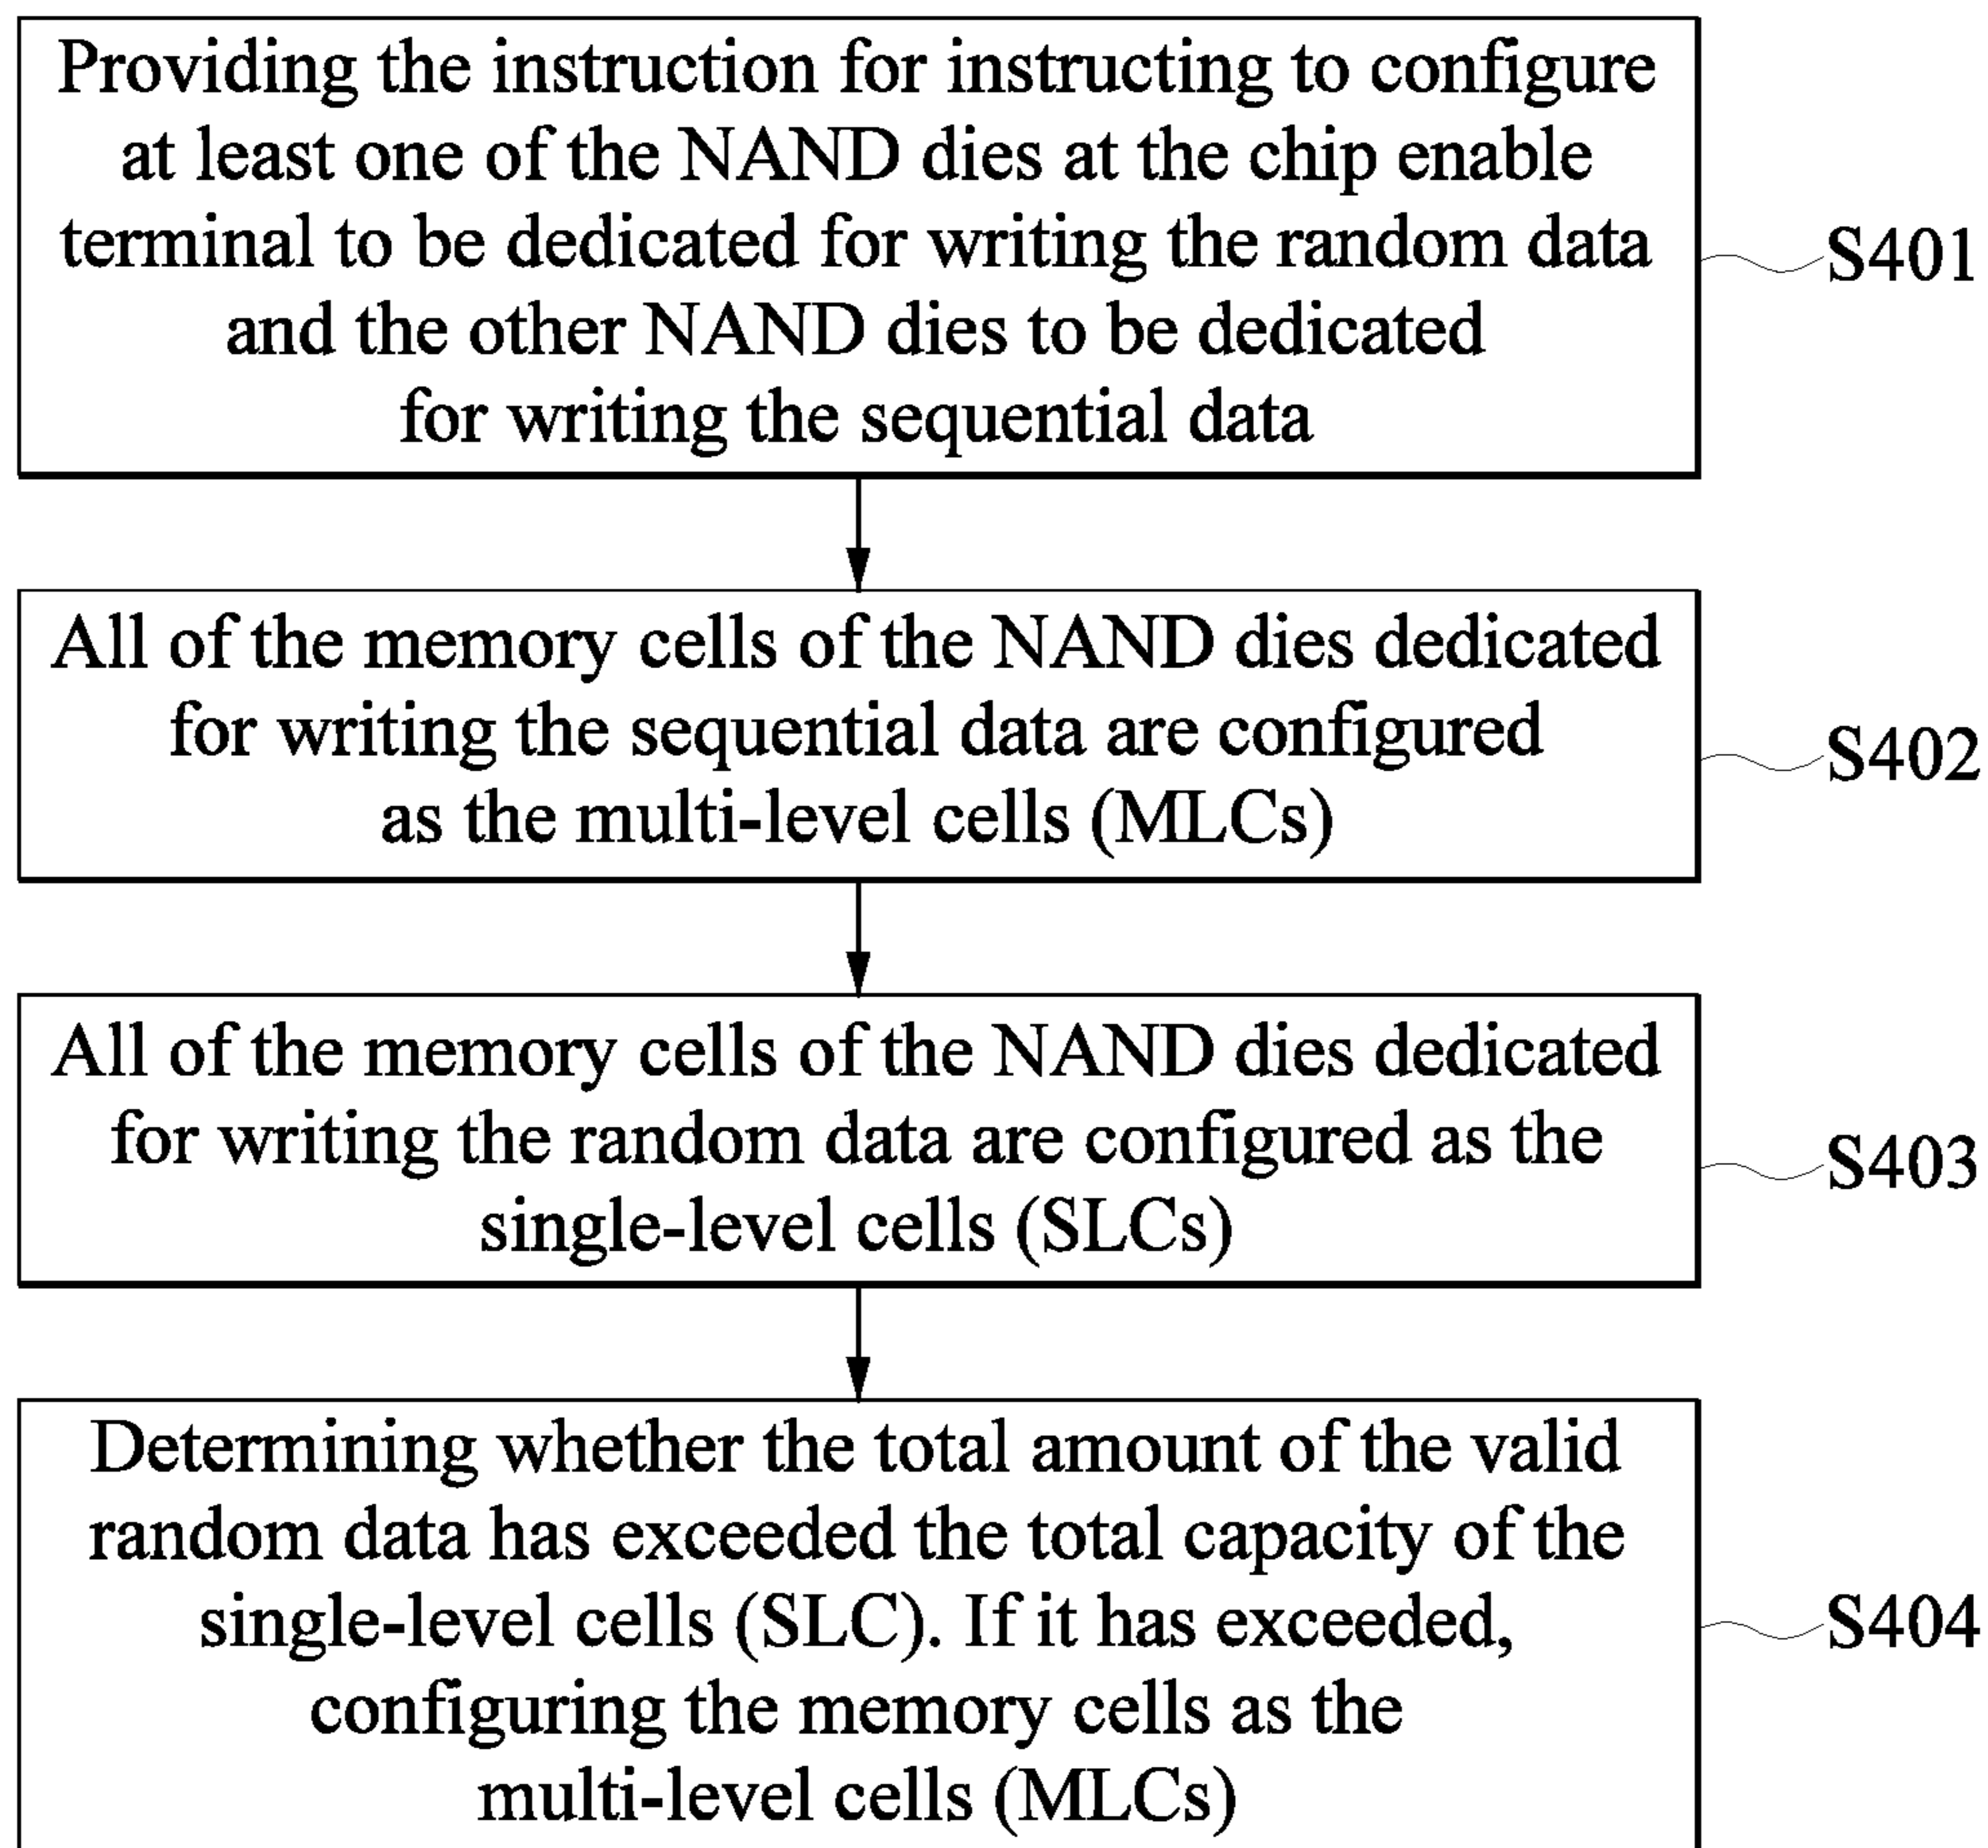 Providing the instruction for instructing to configure
at least one of the NAND dies at the chip enable
terminal to be dedicated for writing the random data
and the other NAND dies to be dedicated
for writing the sequential data
S401
All of the memory cells of the NAND dies dedicated
for writing the sequential data are configured
as the multi-level cells (MLCs)
S402
All of the memory cells of the NAND dies dedicated
for writing the random data are configured as the
single-level cells (SLCs)
S403
Determining whether the total amount of the valid
random data has exceeded the total capacity of the
single-level cells (SLC). If it has exceeded,
configuring the memory cells as the
multi-level cells (MLCs)
S404